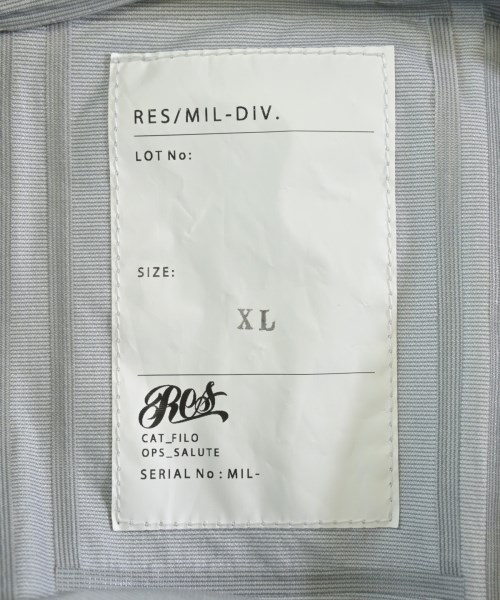 RES/MIL-DIV.
LOT No:
SIZE:
XL
Res
CAT_FILO
OPS_SALUTE
SERIAL No : MIL-